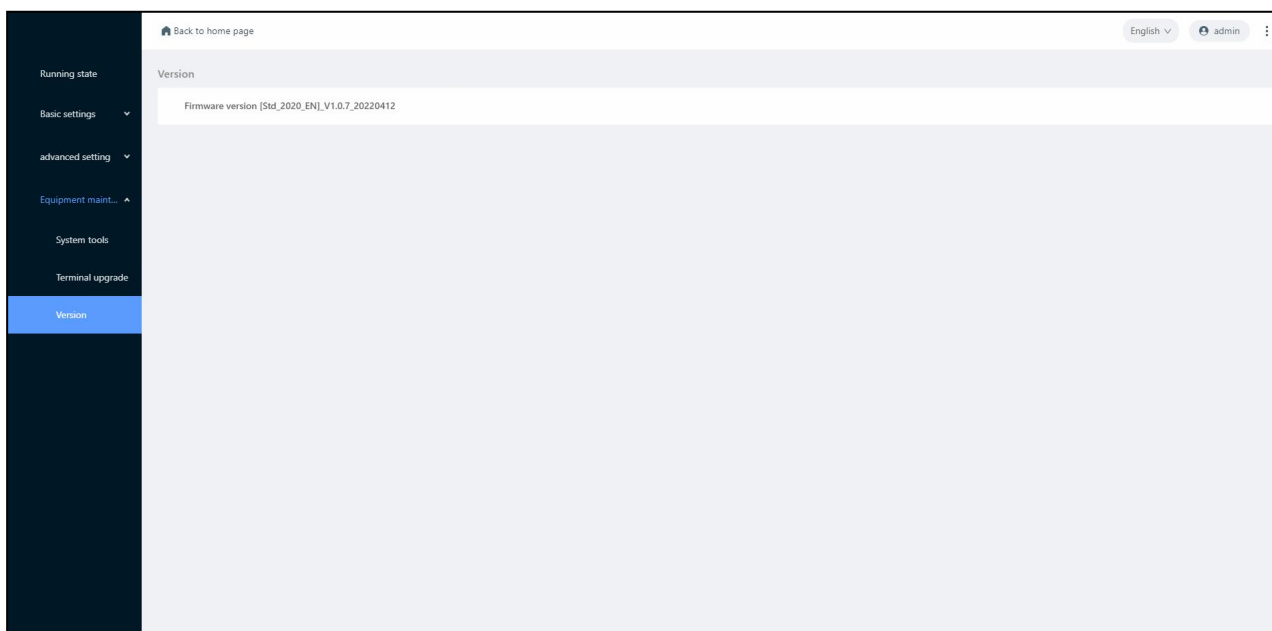 Back to home page
English
admin
Running state
Basic settings
advanced setting
Equipment maint...
System tools
Terminal upgrade
Version
Version
Firmware version [Std_2020_EN]_V1.0.7_20220412